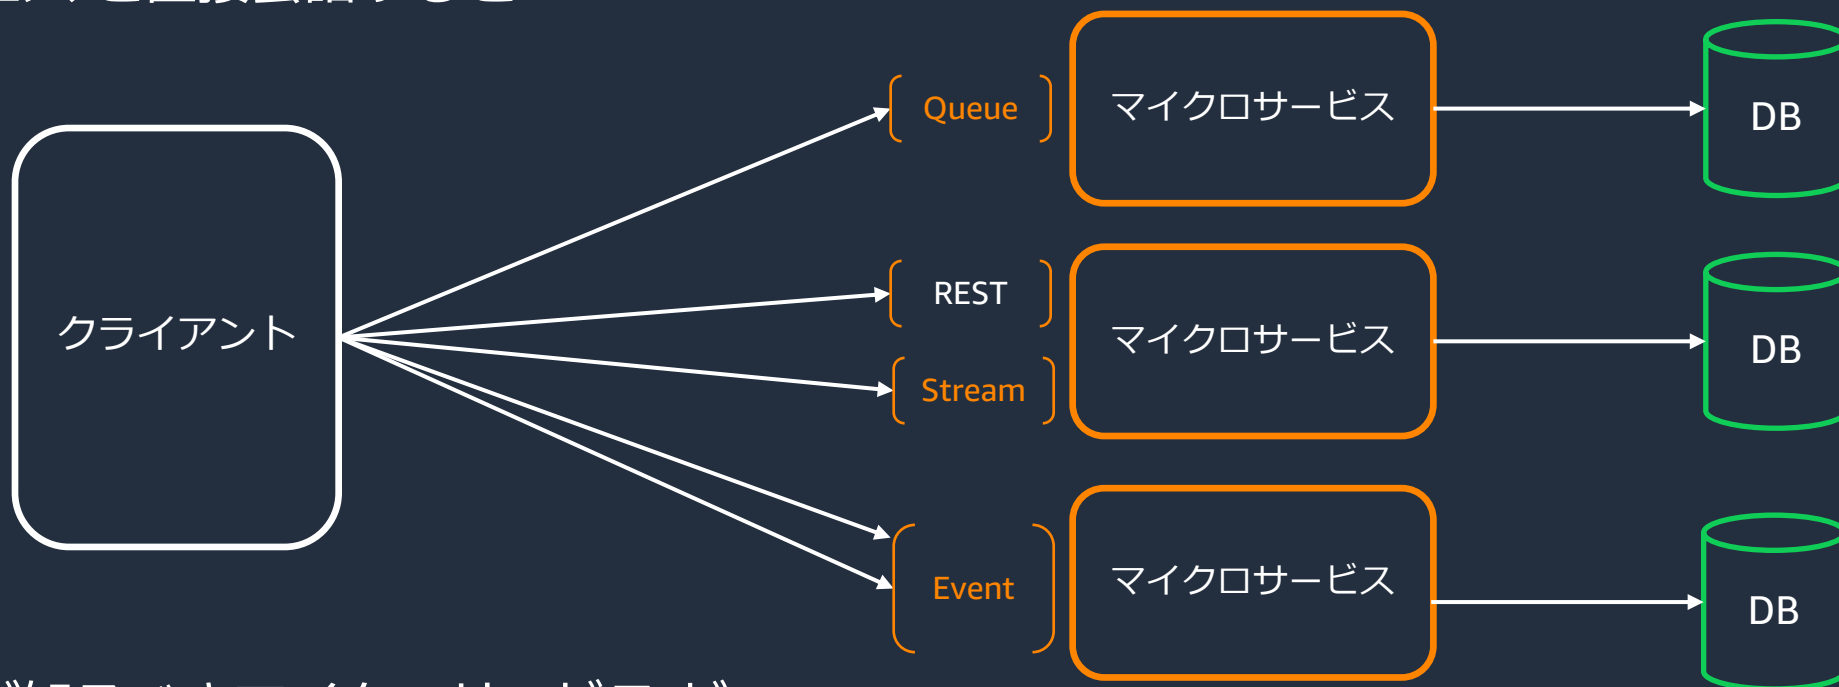 クライアント
Queue
マイクロサービス
DB
REST
Stream
マイクロサービス
DB
Event
マイクロサービス
DB